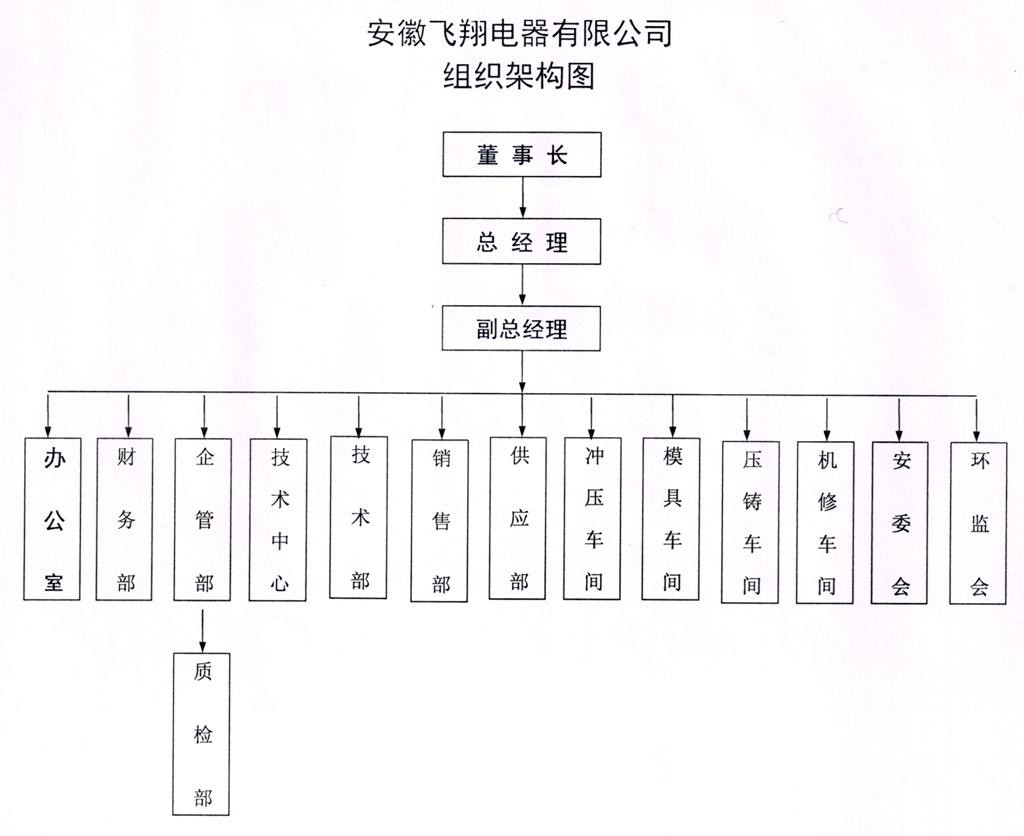 安徽飞翔电器有限公司
组织架构图
董事长
总经理
副总经理
办公室
财务部
企管部
技术中心
技术部
销售部
供应部
冲压车间
模具车间
压铸车间
机修车间
安委会
环监会
质检部